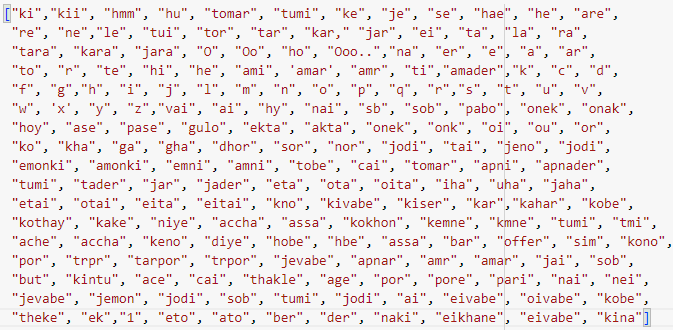 ["ki","kii", "hmm", "hu", "tomar", "tumi", "ke", "je", "se", "hae", "he", "are",
"re", "ne","le", "tui", "tor", "tar", "kar," "jar", "ei", "ta", "la", "ra",
"tara", "kara", "jara", "O", "Oo", "ho", "Ooo..","na", "er", "e", "a", "ar",
"to", "r", "te", "hi", "he", "ami", 'amar', "amr", "ti","amader","k", "c", "d",
"f", "g","h", "i", "j", "l", "m", "n", "o", "p", "q", "r","s", "t", "u", "v",
"w", 'x', "y", "z","vai", "ai", "hy", "nai", "sb", "sob", "pabo", "onek", "onak",
"hoy", "ase", "pase", "gulo", "ekta", "akta", "onek", "onk", "oi", "ou", "or",
"ko", "kha", "ga", "gha", "dhor", "sor", "nor", "jodi", "tai", "jeno", "jodi",
"emonki", "amonki", "emni", "amni", "tobe", "cai", "tomar", "apni", "apnader",
"tumi", "tader", "jar", "jader", "eta", "ota", "oita", "iha", "uha", "jaha",
"etai", "otai", "eita", "eitai", "kno", "kivabe", "kiser", "kar","kahar", "kobe",
"kothay", "kake", "niye", "accha", "assa", "kokhon", "kemne", "kmne", "tumi", "tmi",
"ache", "accha", "keno", "diye", "hobe", "hbe", "assa", "bar", "offer", "sim", "kono",
"por", "trpr", "tarpor", "trpor", "jevabe", "apnar", "amr", "amar", "jai", "sob",
"but", "kintu", "ace", "cai", "thakle", "age", "por", "pore", "pari", "nai", "nei",
"jevabe", "jemon", "jodi", "sob", "tumi", "jodi", "ai", "eivabe", "oivabe", "kobe",
"theke", "ek","1", "eto", "ato", "ber", "der", "naki", "eikhane", "eivabe", "kina"]